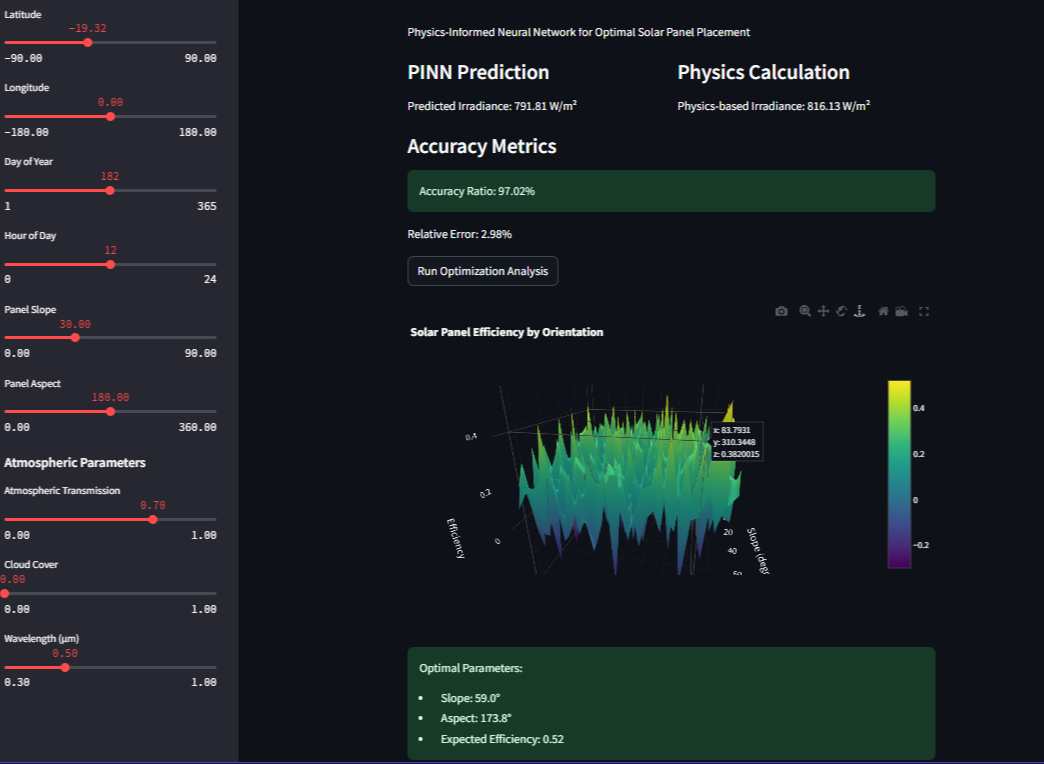 Latitude
-19.32
-90.00 90.00
Longitude
0.00
-180.00 180.00
Day of Year
182
1 365
Hour of Day
12
0 24
Panel Slope
30.00
0.00 90.00
Panel Aspect
180.00
0.00 360.00
Atmospheric Parameters
Atmospheric Transmission
0.70
0.00 1.00
Cloud Cover
0.00
0.00 1.00
Wavelength (μm)
0.50
0.30 1.00
Physics-Informed Neural Network for Optimal Solar Panel Placement
PINN Prediction
Predicted Irradiance: 791.81 W/m²
Physics Calculation
Physics-based Irradiance: 816.13 W/m²
Accuracy Metrics
Accuracy Ratio: 97.02%
Relative Error: 2.98%
Run Optimization Analysis
Solar Panel Efficiency by Orientation
x: 83.7931
y: 310.3448
z: 0.3820015
0.4
0.2
0
Efficiency
20
40
Slope
0.4
0.2
0
−0.2
Optimal Parameters:
• Slope: 59.0°
• Aspect: 173.8°
• Expected Efficiency: 0.52